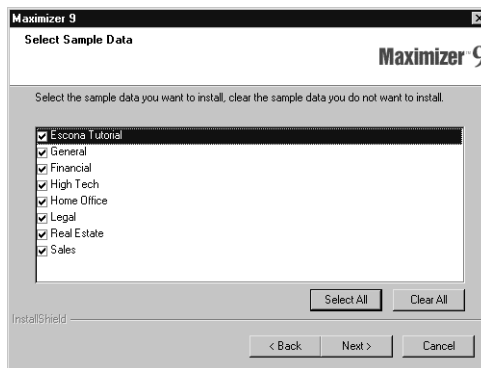 Maximizer 9
Select Sample Data
Maximizer™ 9
Select the sample data you want to install, clear the sample data you do not want to install.
Escona Tutorial
General
Financial
High Tech
Home Office
Legal
Real Estate
Sales
Select All Clear All
InstallShield
< Back Next > Cancel